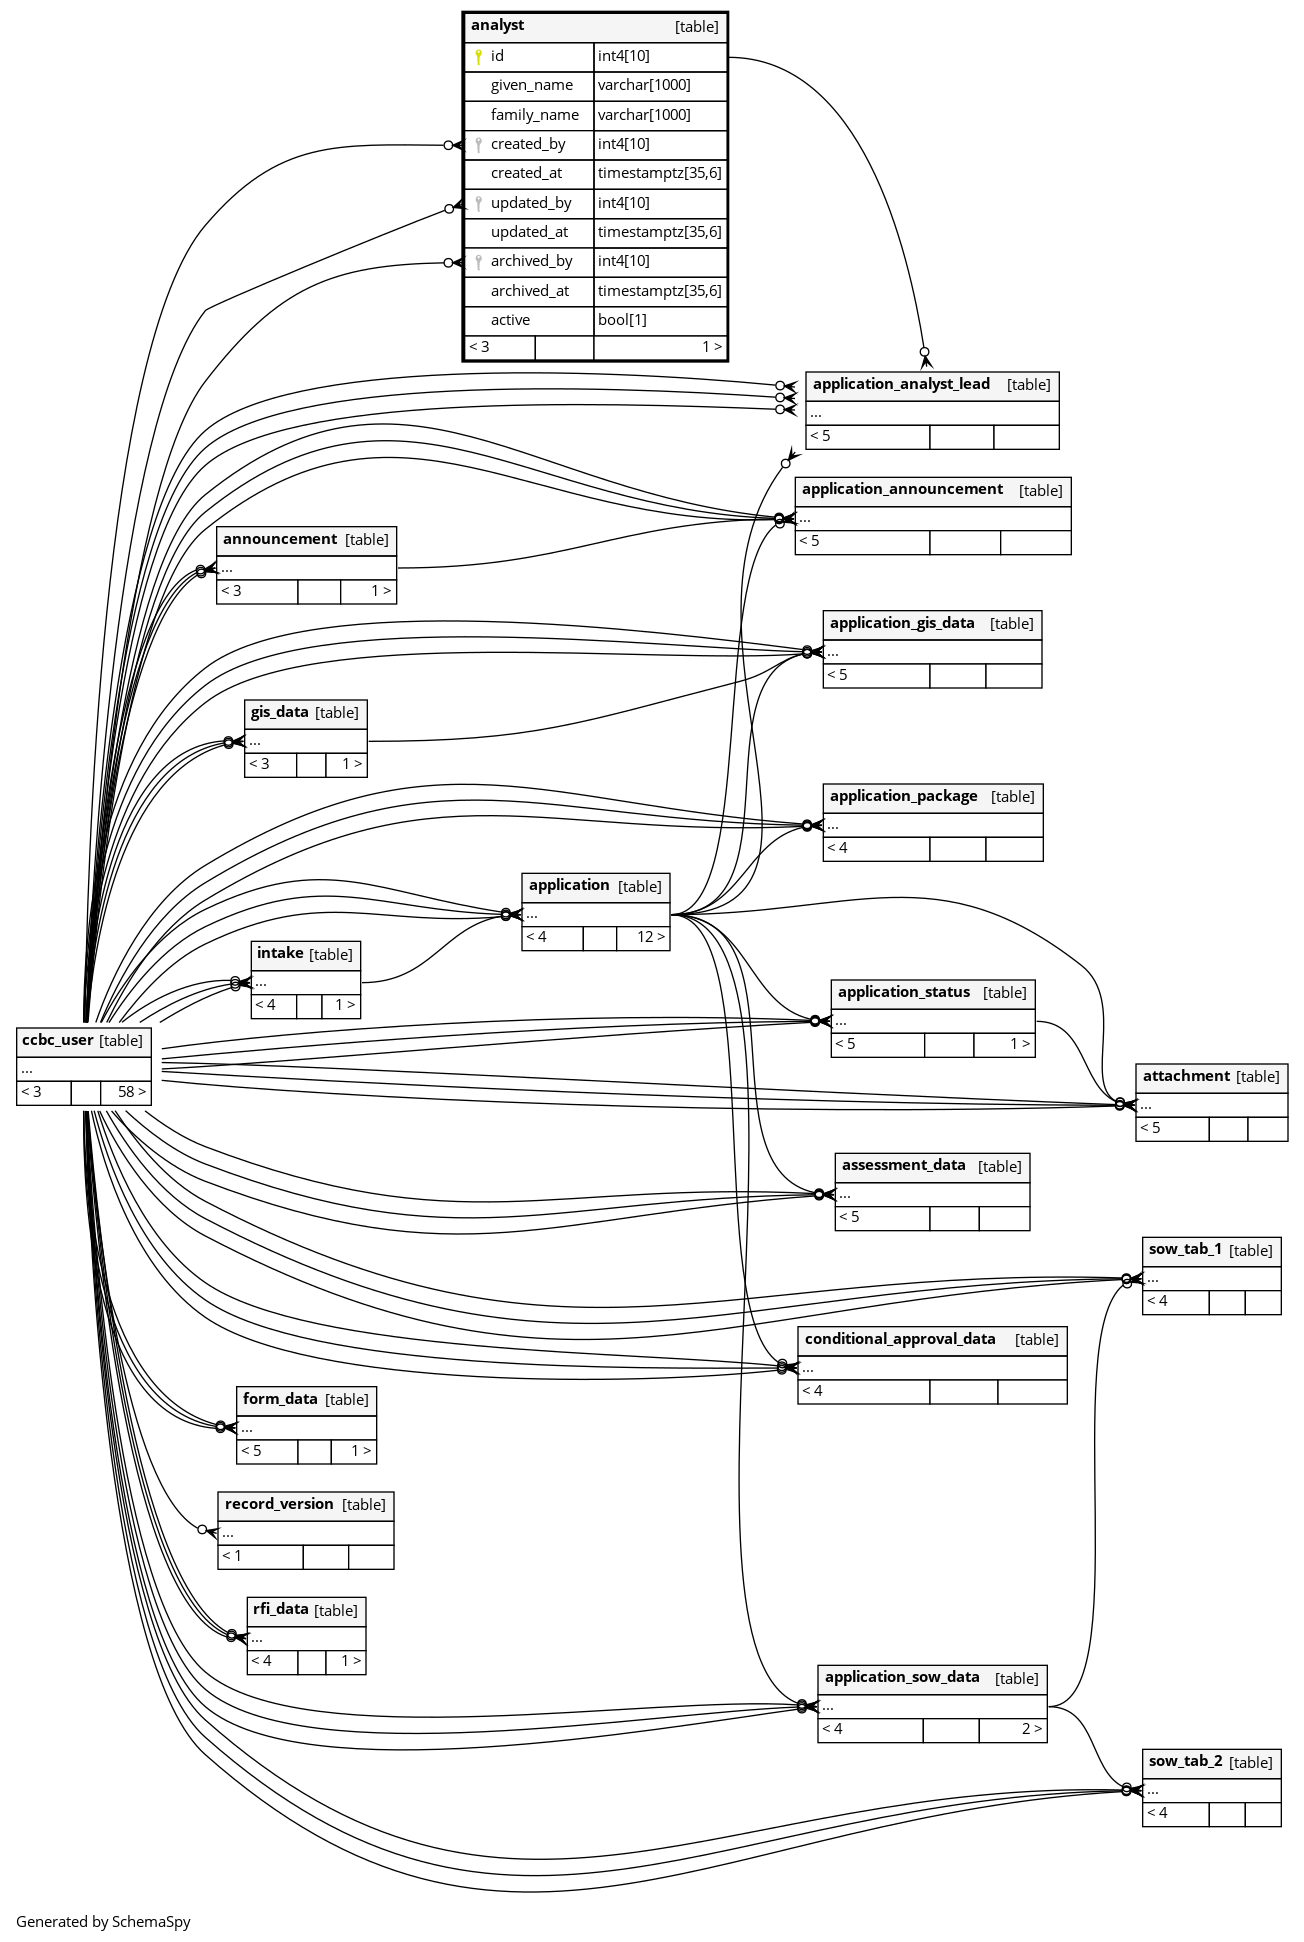 analyst [table]
id int4[10]
given_name varchar[1000]
family_name varchar[1000]
created_by int4[10]
created_at timestamptz[35,6]
updated_by int4[10]
updated_at timestamptz[35,6]
archived_by int4[10]
archived_at timestamptz[35,6]
active bool[1]
< 3 1 >
application_analyst_lead [table]
...
< 5
application_announcement [table]
...
< 5
announcement [table]
...
< 3 1 >
application_gis_data [table]
...
< 5
gis_data [table]
...
< 3 1 >
application_package [table]
...
< 4
application [table]
...
< 4 12 >
intake [table]
...
< 4 1 >
application_status [table]
...
< 5 1 >
ccbc_user [table]
...
< 3 58 >
attachment [table]
...
< 5
assessment_data [table]
...
< 5
sow_tab_1 [table]
...
< 4
conditional_approval_data [table]
...
< 4
form_data [table]
...
< 5 1 >
record_version [table]
...
< 1
rfi_data [table]
...
< 4 1 >
application_sow_data [table]
...
< 4 2 >
sow_tab_2 [table]
...
< 4
Generated by SchemaSpy